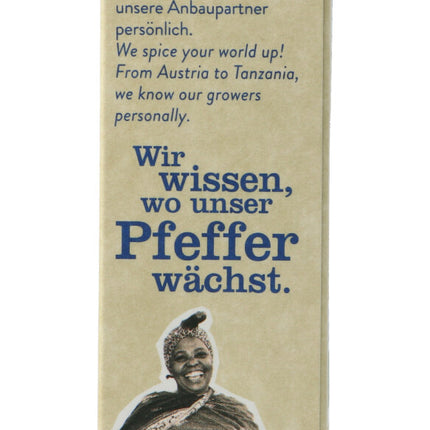 unsere Anbaupartner
persönlich.
We spice your world up!
From Austria to Tanzania,
we know our growers
personally.
Wir
wissen,
wo unser
Pfeffer
wächst.